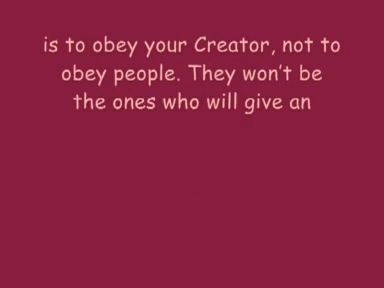 is to obey your Creator, not to
obey people. They won't be
the ones who will give an